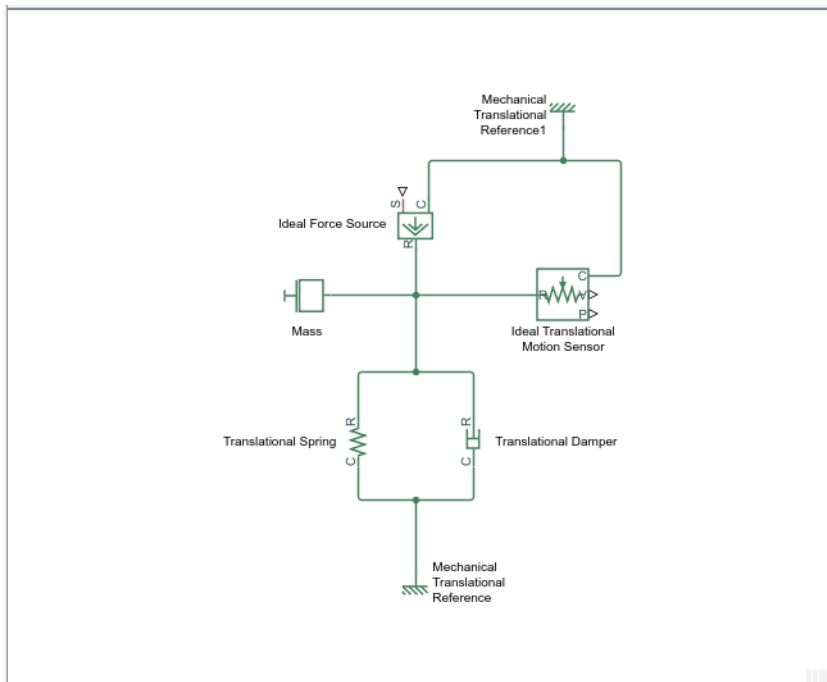 Mechanical
Translational
Reference1
S
C
Ideal Force Source
R
C
R
V
P
Mass
Ideal Translational
Motion Sensor
R
R
Translational Spring
Translational Damper
C
C
Mechanical
Translational
Reference